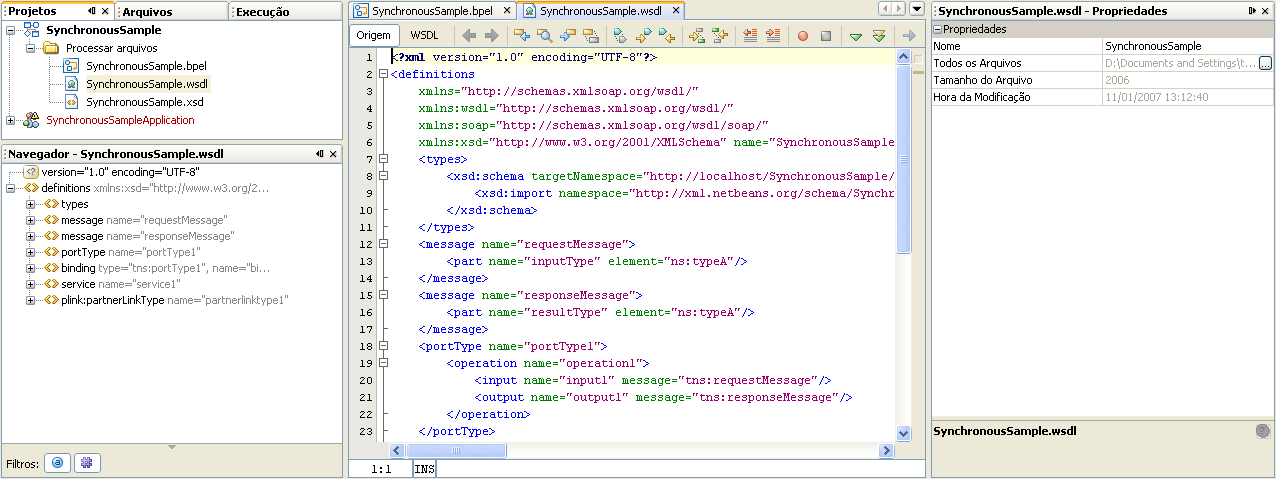 Projetos Arquivos Execução
SynchronousSample
Processar arquivos
SynchronousSample.bpel
SynchronousSample.wsdl
SynchronousSample.xsd
SynchronousSampleApplication
Navegador - SynchronousSample.wsdl
version="1.0" encoding="UTF-8"
definitions xmlns:xsd="http://www.w3.org/2...
types
message name="requestMessage"
message name="responseMessage"
portType name="portType1"
binding type="tns:portType1", name="bi...
service name="service1"
plink:partnerLinkType name="partnerlinktype1"
Filtros:
SynchronousSample.bpel SynchronousSample.wsdl
Origem WSDL
1 <?xml version="1.0" encoding="UTF-8"?>
2 <definitions
3 xmlns="http://schemas.xmlsoap.org/wsdl/"
4 xmlns:wsdl="http://schemas.xmlsoap.org/wsdl/"
5 xmlns:soap="http://schemas.xmlsoap.org/wsdl/soap/"
6 xmlns:xsd="http://www.w3.org/2001/XMLSchema" name="SynchronousSample
7 <types>
8 <xsd:schema targetNamespace="http://localhost/SynchronousSample/
9 <xsd:import namespace="http://xml.netbeans.org/schema/Synchr
10 </xsd:schema>
11 </types>
12 <message name="requestMessage">
13 <part name="inputType" element="ns:typeA"/>
14 </message>
15 <message name="responseMessage">
16 <part name="resultType" element="ns:typeA"/>
17 </message>
18 <portType name="portType1">
19 <operation name="operation1">
20 <input name="input1" message="tns:requestMessage"/>
21 <output name="output1" message="tns:responseMessage"/>
22 </operation>
23 </portType>
1:1 INS
SynchronousSample.wsdl - Propriedades
Propriedades
Nome SynchronousSample
Todos os Arquivos D:\Documents and Settings\t... ...
Tamanho do Arquivo 2006
Hora da Modificação 11/01/2007 13:12:40
SynchronousSample.wsdl